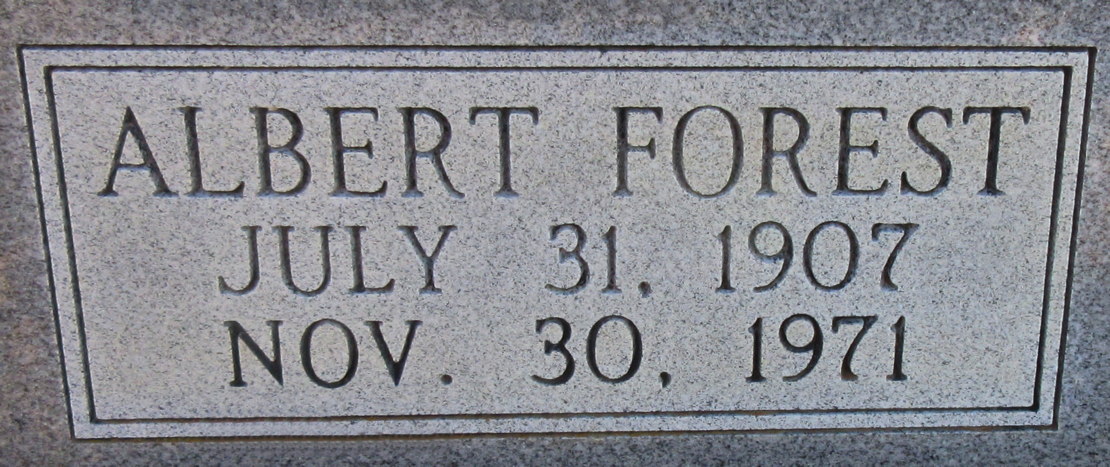 ALBERT FOREST
JULY 31, 1907
NOV. 30, 1971